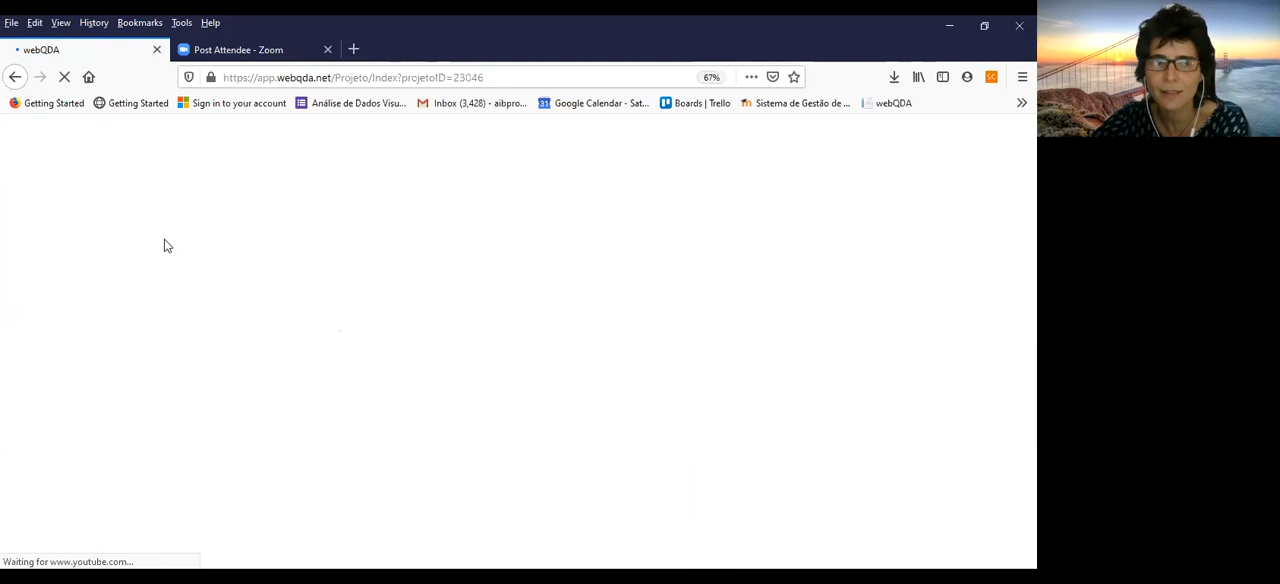 File Edit View History Bookmarks Tools Help
webQDA Post Attendee - Zoom
https://app.webqda.net/Projeto/Index?projetoID=23046 67%
Getting Started Getting Started Sign in to your account Análise de Dados Visu... Inbox (3,428) - aibpro... Google Calendar - Sat... Boards | Trello Sistema de Gestão de ... webQDA
Waiting for www.youtube.com...